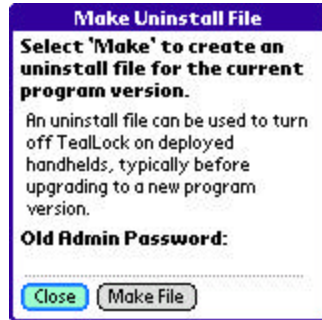 Make Uninstall File
Select 'Make' to create an
uninstall file for the current
program version.
An uninstall file can be used to turn
off TealLock on deployed
handhelds, typically before
upgrading to a new program
version.
Old Admin Password:
Close
Make File